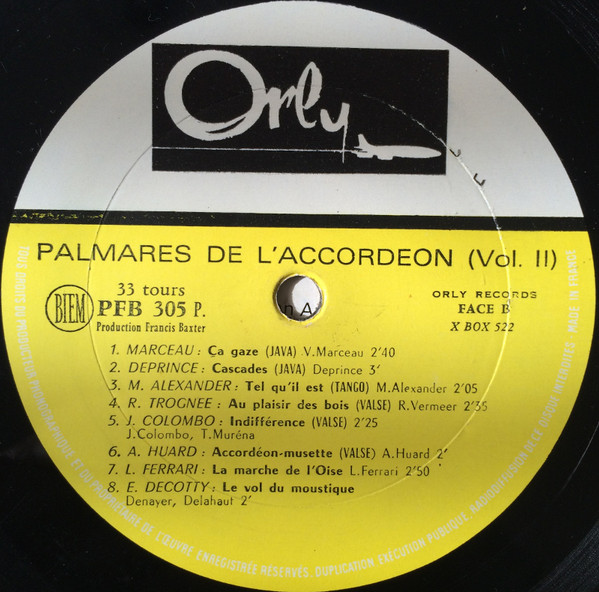 Orly
PALMARES DE L'ACCORDEON (Vol. II)
33 tours
BIEM
PFB 305 P.
Production Francis Baxter
ORLY RECORDS
FACE B
X BOX 522
1. MARCEAU : Ça gaze (JAVA) V.Marceau 2'40
2. DEPRINCE : Cascades (JAVA) Deprince 3'
3. M. ALEXANDER : Tel qu'il est (TANGO) M.Alexander 2'05
4. R. TROGNEE : Au plaisir des bois (VALSE) R.Vermeer 2'35
5. J. COLOMBO : Indifférence (VALSE) 2'25
J.Colombo, T.Muréna
6. A. HUARD : Accordéon-musette (VALSE) A.Huard 2'
7. L. FERRARI : La marche de l'Oise L.Ferrari 2'50
8. E. DECOTTY : Le vol du moustique
Denayer, Delahaut 2'
TOUS DROITS DU PRODUCTEUR PHONOGRAPHIQUE ET DU PROPRIETAIRE DE L'ŒUVRE ENREGISTRÉE RÉSERVÉS. DUPLICATION EXÉCUTION PUBLIQUE. RADIODIFFUSION DE CE DISQUE INTERDITES - MADE IN FRANCE